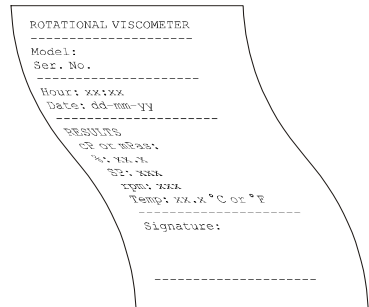 ROTATIONAL VISCOMETER
--------------------
Model:
Ser. No.
--------------------
Hour: xx:xx
Date: dd-mm-yy
--------------------
RESULTS
cP or mPas:
%: xx.x
SP: xxx
rpm: xxx
Temp: xx.x °C or °F
--------------------
Signature:
--------------------